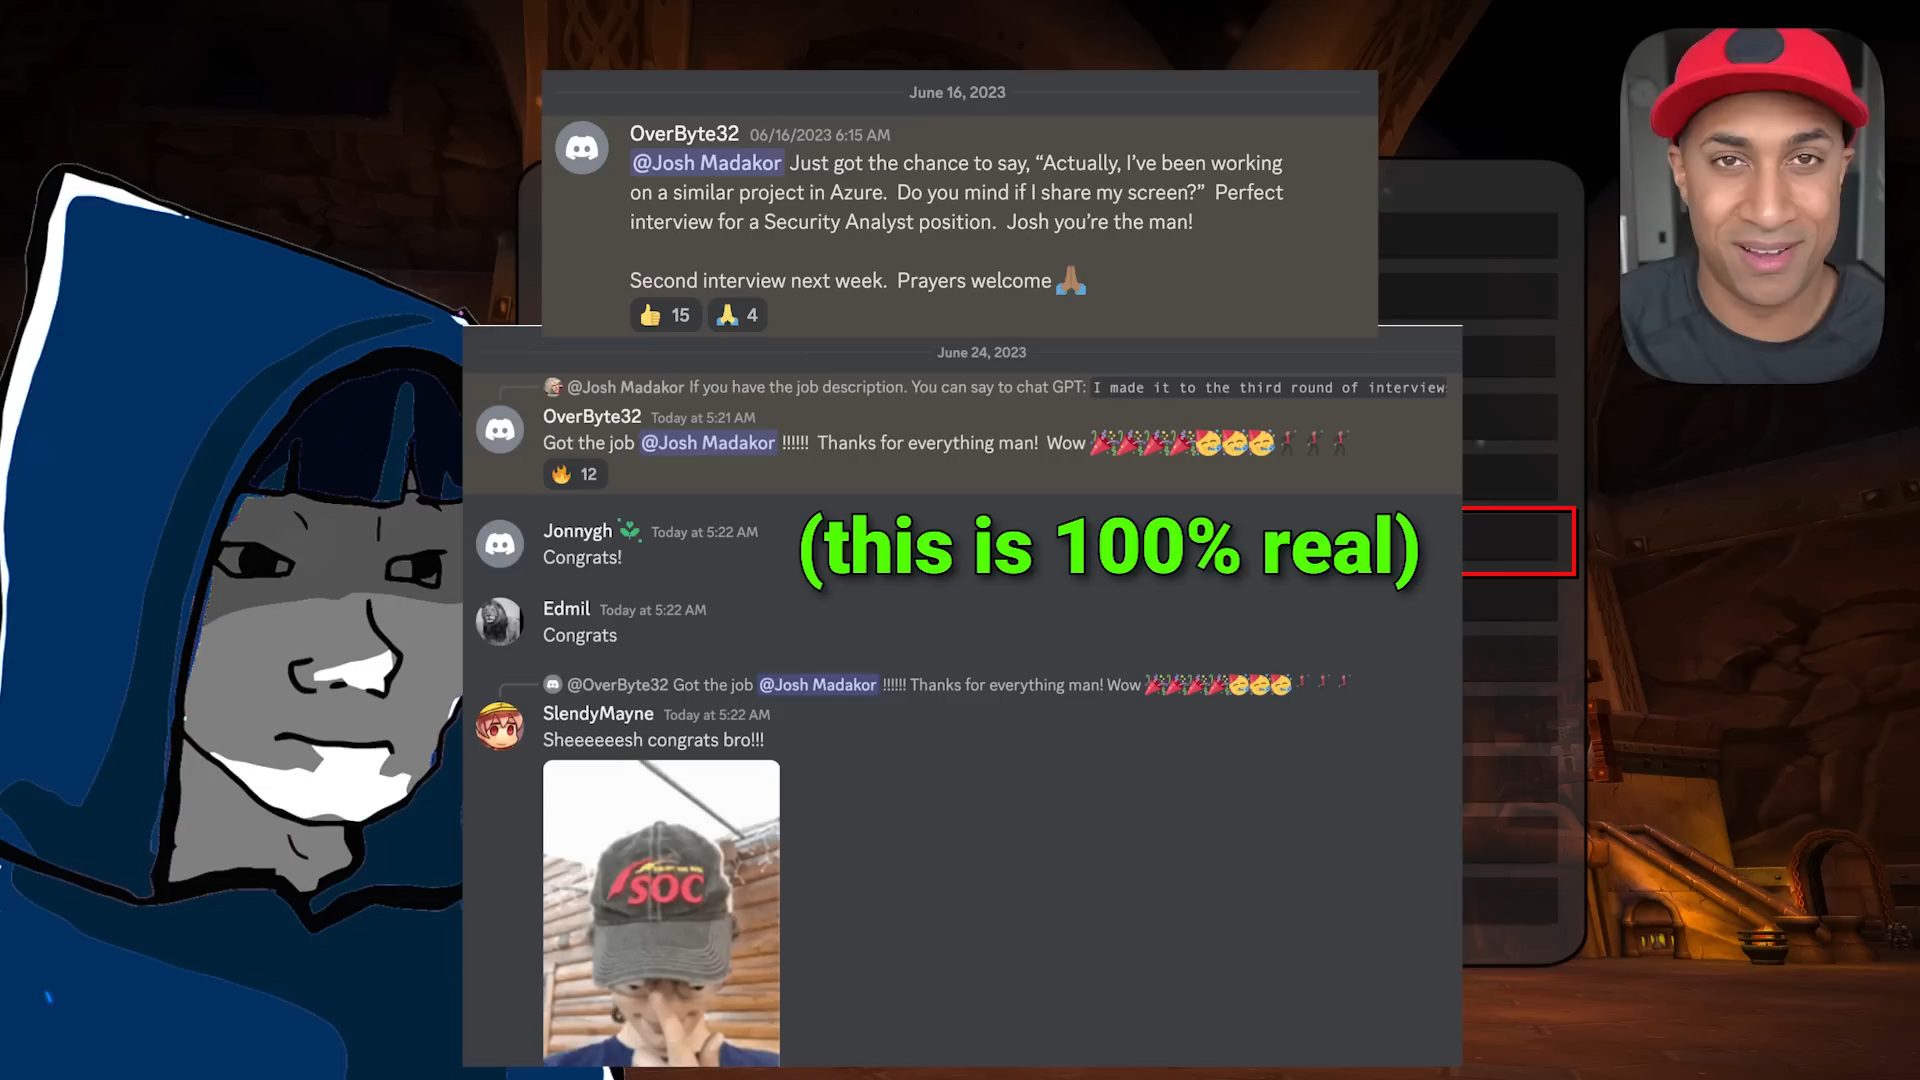 June 16, 2023
OverByte32 06/16/2023 6:15 AM
@Josh Madakor Just got the chance to say, “Actually, I’ve been working
on a similar project in Azure. Do you mind if I share my screen?” Perfect
interview for a Security Analyst position. Josh you’re the man!
Second interview next week. Prayers welcome 🙏🏽
👍 15 🙏 4
June 24, 2023
@Josh Madakor If you have the job description. You can say to chat GPT: I made it to the third round of interview
OverByte32 Today at 5:21 AM
Got the job @Josh Madakor !!!!!! Thanks for everything man! Wow 🎉🎉🎉🎉🥳🥳🥳🕺🕺🕺
🔥 12
Jonnygh Today at 5:22 AM
Congrats!
(this is 100% real)
Edmil Today at 5:22 AM
Congrats
@OverByte32 Got the job @Josh Madakor !!!!!! Thanks for everything man! Wow 🎉🎉🎉🎉🥳🥳🥳🕺🕺🕺
SlendyMayne Today at 5:22 AM
Sheeeeeesh congrats bro!!!
SOC